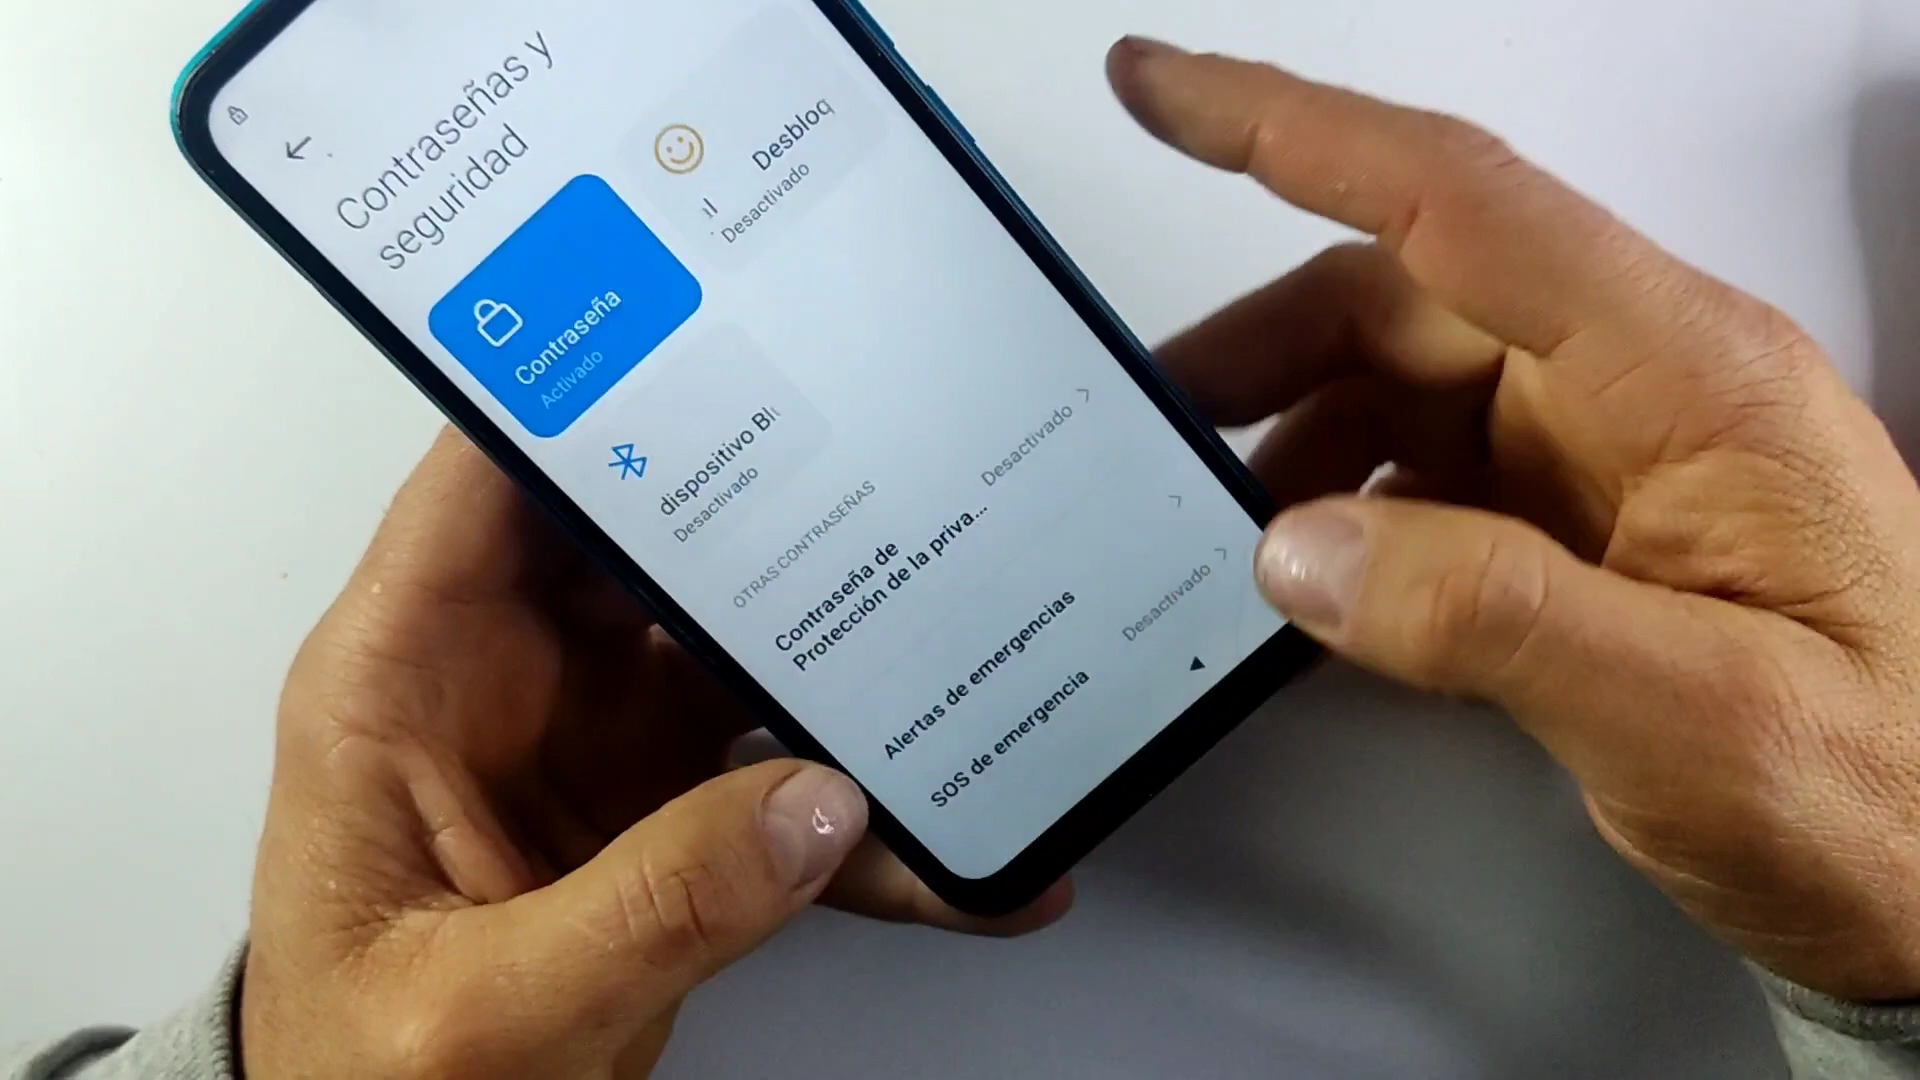 Contraseñas y
seguridad
Contraseña
Activado
Desbloq
Desactivado
dispositivo Bl
Desactivado
OTRAS CONTRASEÑAS
Contraseña de
Protección de la priva...
Desactivado
Alertas de emergencias
SOS de emergencia
Desactivado